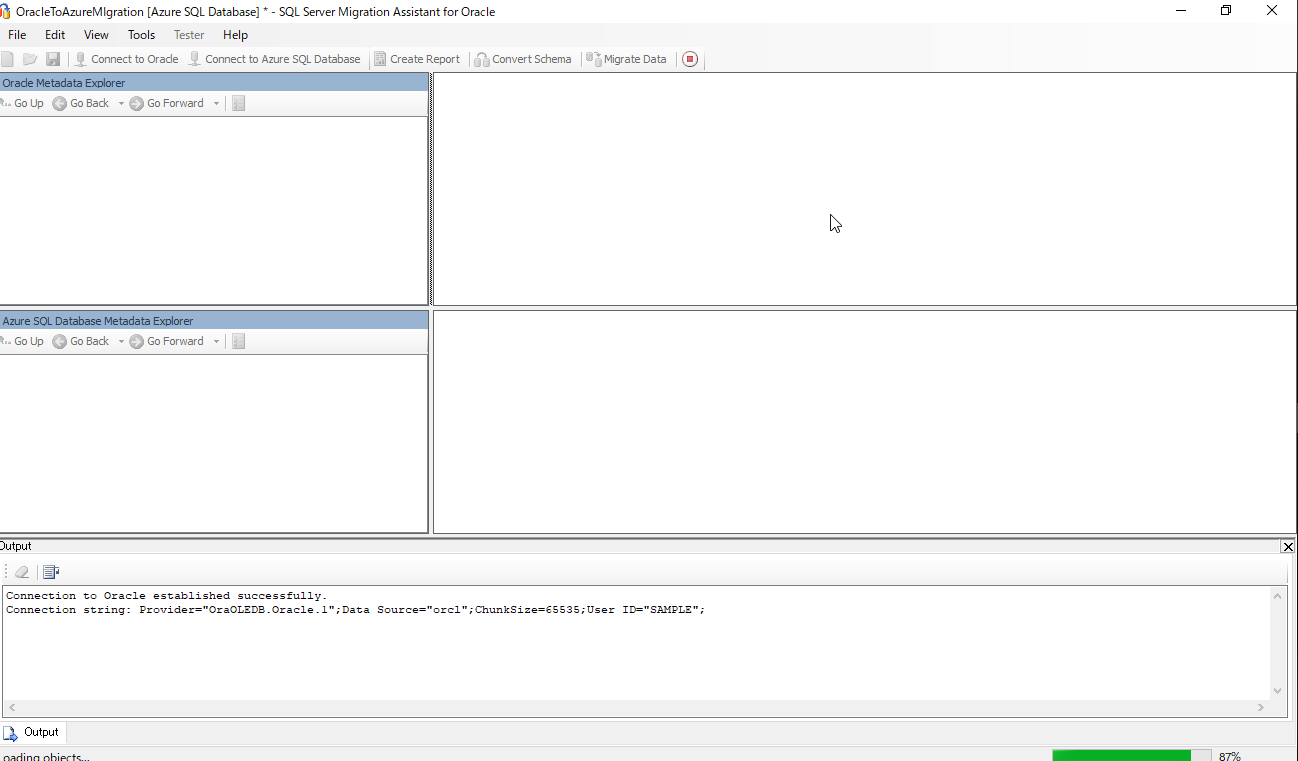 OracleToAzureMIgration [Azure SQL Database] * - SQL Server Migration Assistant for Oracle
File Edit View Tools Tester Help
Connect to Oracle Connect to Azure SQL Database Create Report Convert Schema Migrate Data
Oracle Metadata Explorer
Go Up Go Back Go Forward
Azure SQL Database Metadata Explorer
Go Up Go Back Go Forward
Output
Connection to Oracle established successfully.
Connection string: Provider="OraOLEDB.Oracle.1";Data Source="orcl";ChunkSize=65535;User ID="SAMPLE";
Output
oading objects... 87%